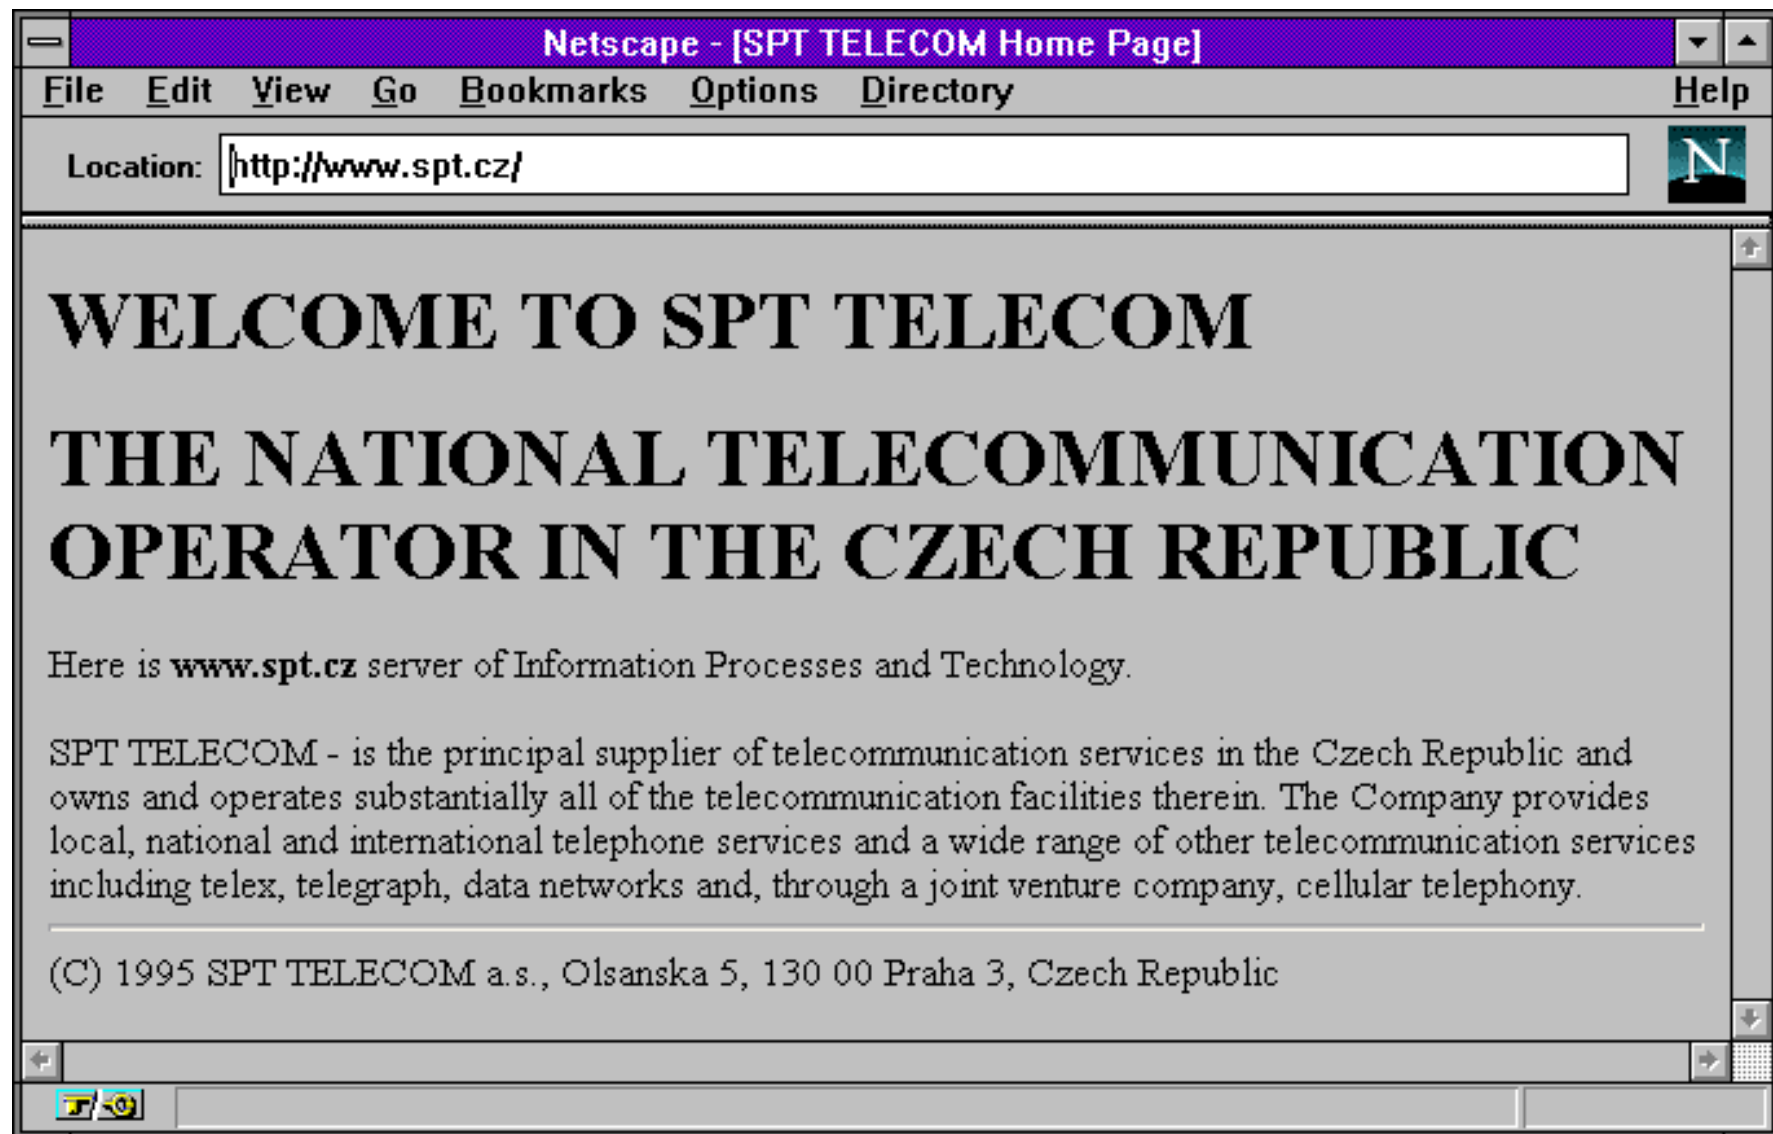 Netscape - [SPT TELECOM Home Page]
File Edit View Go Bookmarks Options Directory Help
Location: http://www.spt.cz/
N
WELCOME TO SPT TELECOM
THE NATIONAL TELECOMMUNICATION
OPERATOR IN THE CZECH REPUBLIC
Here is www.spt.cz server of Information Processes and Technology.
SPT TELECOM - is the principal supplier of telecommunication services in the Czech Republic and
owns and operates substantially all of the telecommunication facilities therein. The Company provides
local, national and international telephone services and a wide range of other telecommunication services
including telex, telegraph, data networks and, through a joint venture company, cellular telephony.
(C) 1995 SPT TELECOM a.s., Olsanska 5, 130 00 Praha 3, Czech Republic